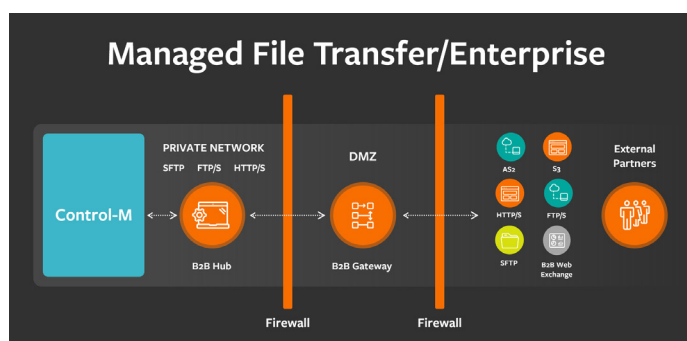 Managed File Transfer/Enterprise
Control-M
PRIVATE NETWORK
SFTP FTP/S HTTP/S
B2B Hub
DMZ
B2B Gateway
AS2
S3
HTTP/S
FTP/S
SFTP
B2B Web
Exchange
External
Partners
Firewall
Firewall